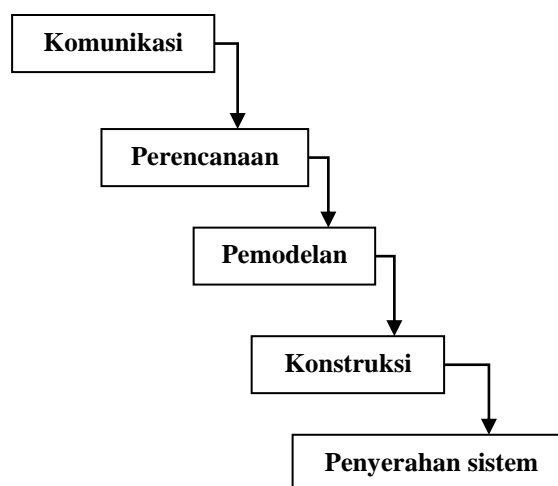 Komunikasi
Perencanaan
Pemodelan
Konstruksi
Penyerahan sistem